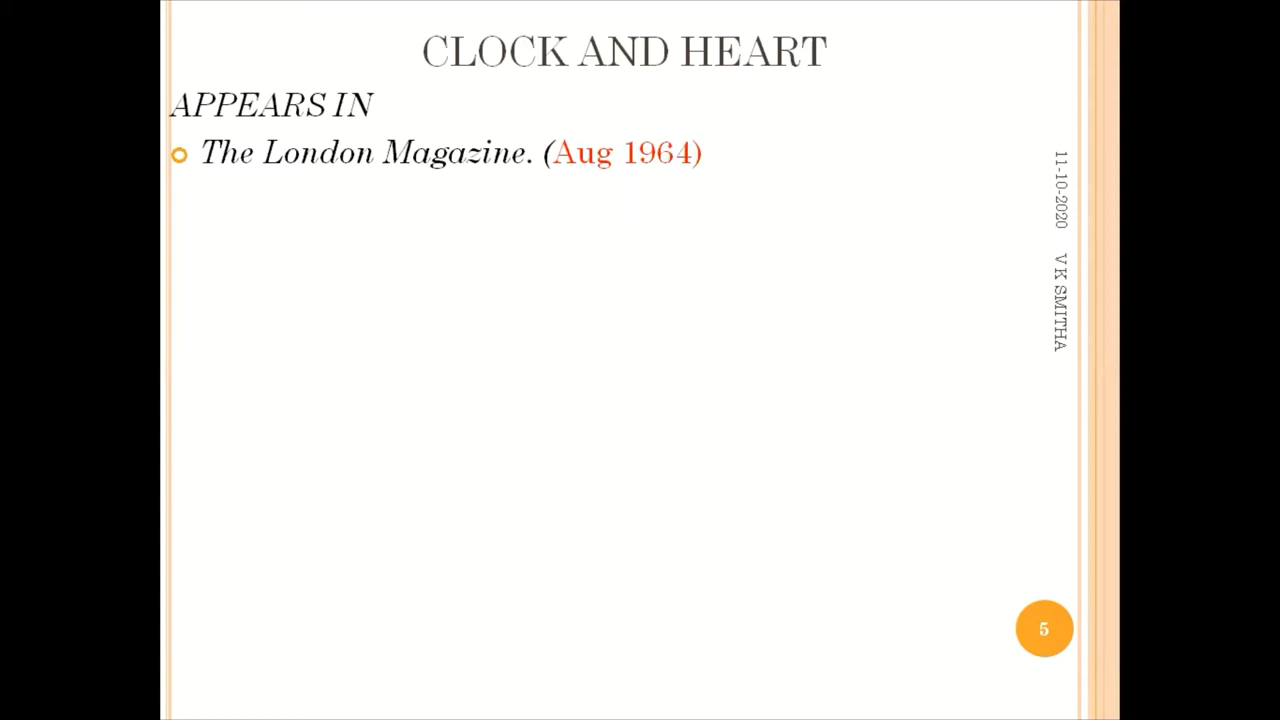 CLOCK AND HEART
APPEARS IN
The London Magazine. (Aug 1964)
11-10-2020 V K SMITHA
5